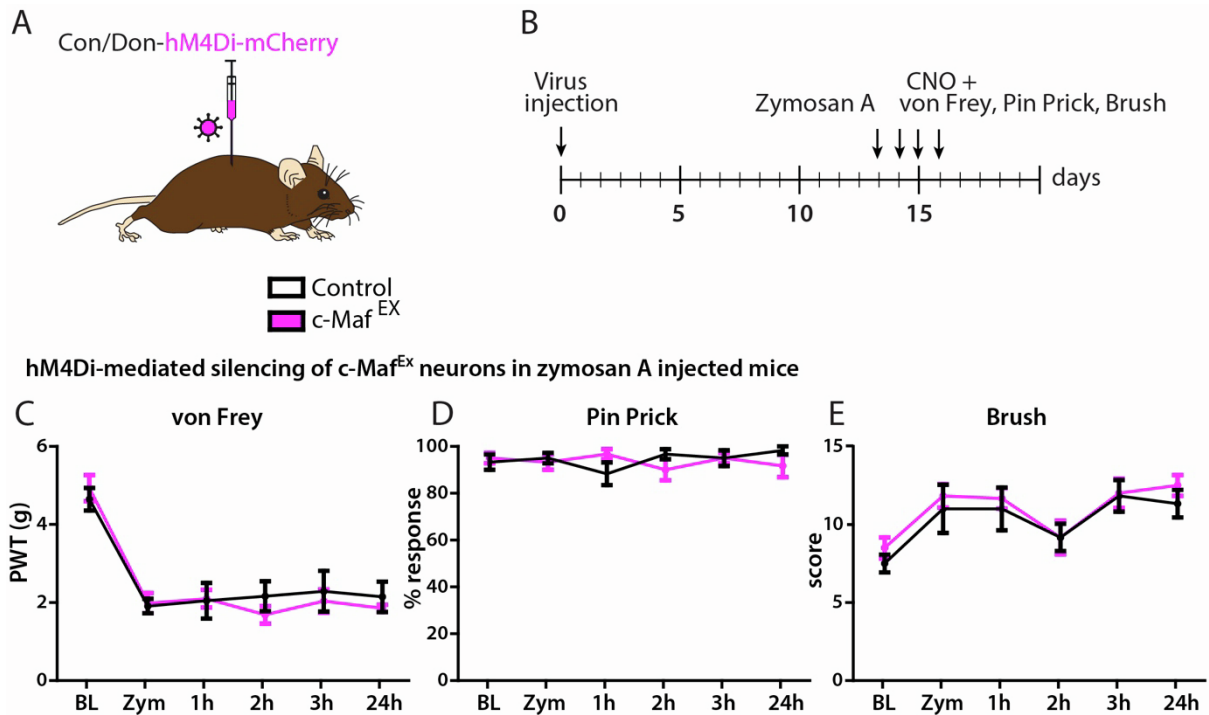 A
Con/Don-hM4Di-mCherry
Control
c-Maf EX
B
Virus
injection
Zymosan A
CNO +
von Frey, Pin Prick, Brush
0 5 10 15 days
hM4Di-mediated silencing of c-MafEx neurons in zymosan A injected mice
C
von Frey
PWT (g)
6
4
2
0
BL Zym 1h 2h 3h 24h
D
Pin Prick
% response
100
80
60
40
20
0
BL Zym 1h 2h 3h 24h
E
Brush
score
15
10
5
0
BL Zym 1h 2h 3h 24h